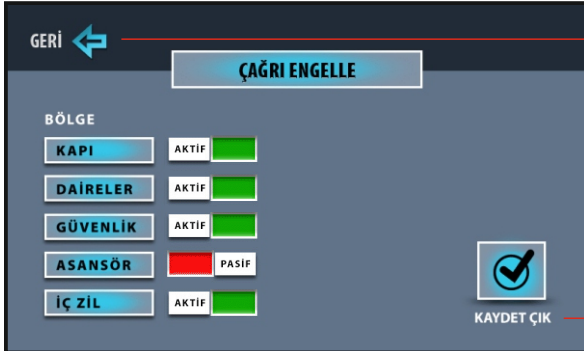 GERİ
ÇAĞRI ENGELLE
BÖLGE
KAPI AKTİF
DAİRELER AKTİF
GÜVENLİK AKTİF
ASANSÖR PASİF
İÇ ZİL AKTİF
KAYDET ÇIK